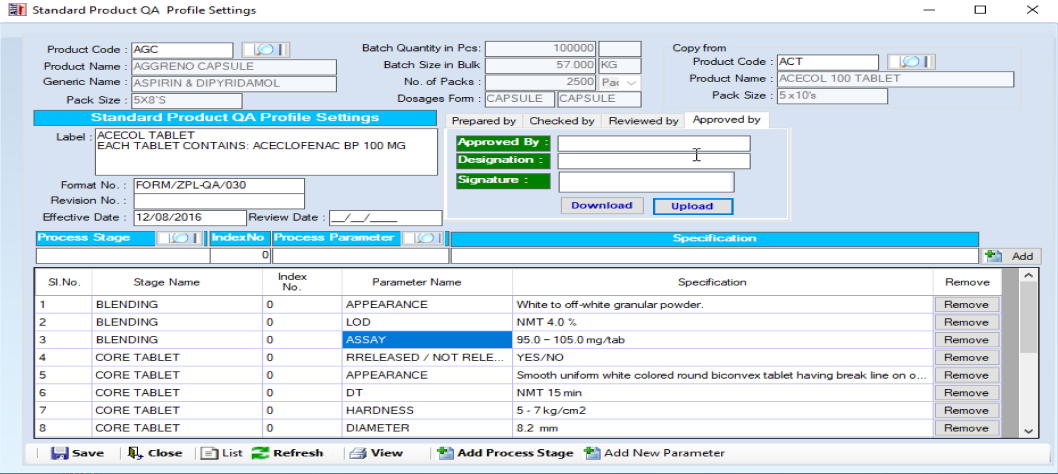 Standard Product QA Profile Settings
Product Code : AGC
Product Name : AGGRENO CAPSULE
Generic Name : ASPIRIN & DIPYRIDAMOL
Pack Size : 5X8`S
Batch Quantity in Pcs: 100000
Batch Size in Bulk 57.000 KG
No. of Packs : 2500 Pac
Dosages Form : CAPSULE CAPSULE
Copy from
Product Code : ACT
Product Name : ACECOL 100 TABLET
Pack Size : 5x10's
Standard Product QA Profile Settings
Label : ACECOL TABLET
EACH TABLET CONTAINS: ACECLOFENAC BP 100 MG
Format No. : FORM/ZPL-QA/030
Revision No. :
Effective Date : 12/08/2016 Review Date : __/__/____
Prepared by Checked by Reviewed by Approved by
Approved By :
Designation :
Signature :
Download Upload
Process Stage IndexNo Process Parameter Specification
0 Add
Sl.No. Stage Name Index No. Parameter Name Specification Remove
1 BLENDING 0 APPEARANCE White to off-white granular powder. Remove
2 BLENDING 0 LOD NMT 4.0 % Remove
3 BLENDING 0 ASSAY 95.0 – 105.0 mg/tab Remove
4 CORE TABLET 0 RRELEASED / NOT RELE... YES/NO Remove
5 CORE TABLET 0 APPEARANCE Smooth uniform white colored round biconvex tablet having break line on o... Remove
6 CORE TABLET 0 DT NMT 15 min Remove
7 CORE TABLET 0 HARDNESS 5 - 7 kg/cm2 Remove
8 CORE TABLET 0 DIAMETER 8.2 mm Remove
Save Close List Refresh View Add Process Stage Add New Parameter